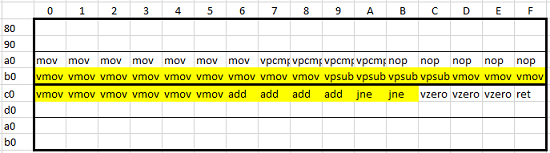 0 1 2 3 4 5 6 7 8 9 A B C D E F
80
90
a0 mov mov mov mov mov mov mov vpcmp vpcmp vpcmp vpcmp nop nop nop nop nop
b0 vmov vmov vmov vmov vmov vmov vmov vmov vmov vpsub vpsub vpsub vpsub vmov vmov vmov
c0 vmov vmov vmov vmov vmov vmov add add add add jne jne vzero vzero vzero ret
d0
a0
b0